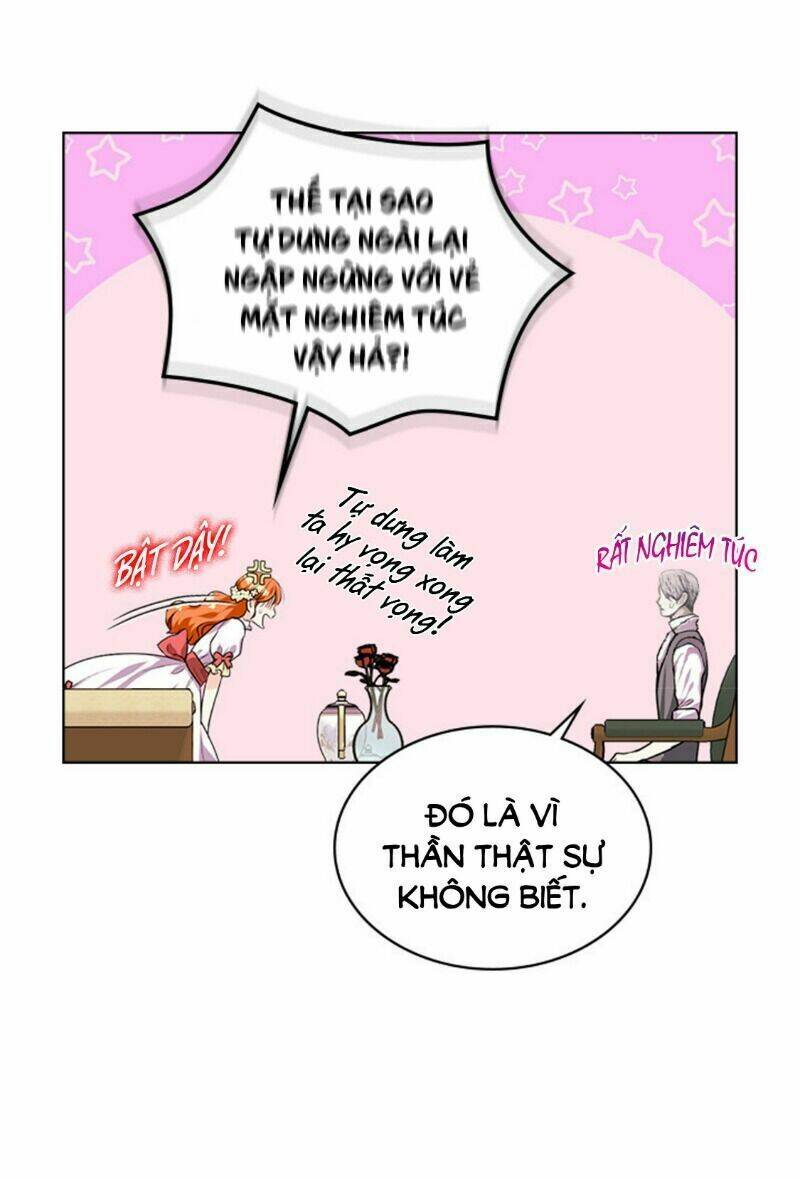 THẾ TẠI SAO
TỰ DƯNG NGÀI LẠI
NGẬP NGỪNG VỚI VẺ
MẶT NGHIÊM TÚC
VẬY HẢ?!
Tự dưng làm
ta hy vọng xong
lại thất vọng!
BẬT DẬY!
RẤT NGHIÊM TÚC
ĐÓ LÀ VÌ
THẦN THẬT SỰ
KHÔNG BIẾT.